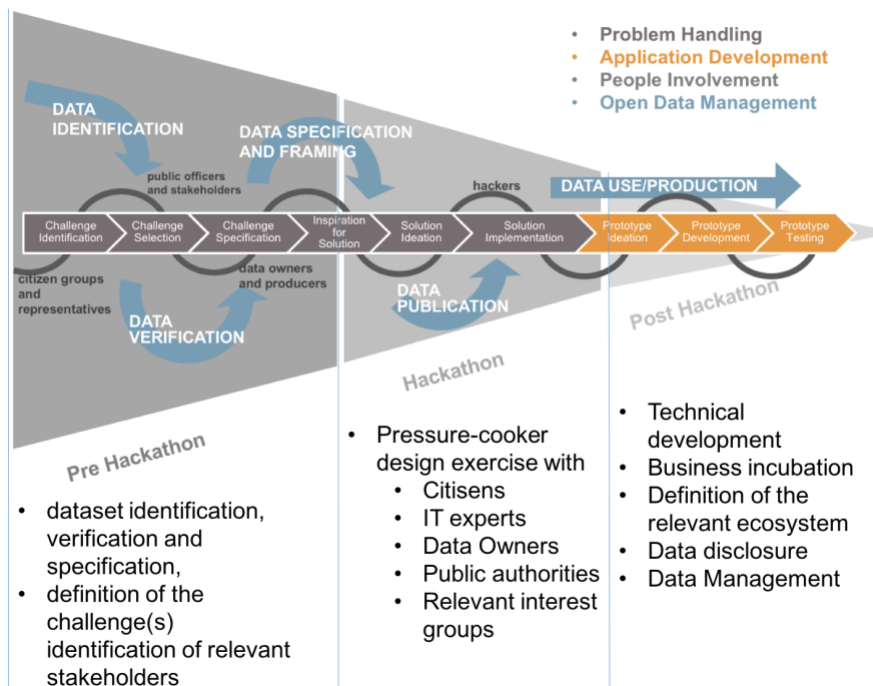 • Problem Handling
• Application Development
• People Involvement
• Open Data Management
DATA
IDENTIFICATION
DATA SPECIFICATION
AND FRAMING
public officers
and stakeholders
hackers
DATA USE/PRODUCTION
Challenge
Identification
Challenge
Selection
Challenge
Specification
Inspiration
for
Solution
Solution
Ideation
Solution
Implementation
Prototype
Ideation
Prototype
Development
Prototype
Testing
citizen groups
and
representatives
data owners
and producers
DATA
VERIFICATION
DATA
PUBLICATION
Pre Hackathon
Hackathon
Post Hackathon
• dataset identification,
verification and
specification,
• definition of the
challenge(s)
identification of relevant
stakeholders
• Pressure-cooker
design exercise with
• Citisens
• IT experts
• Data Owners
• Public authorities
• Relevant interest
groups
• Technical
development
• Business incubation
• Definition of the
relevant ecosystem
• Data disclosure
• Data Management